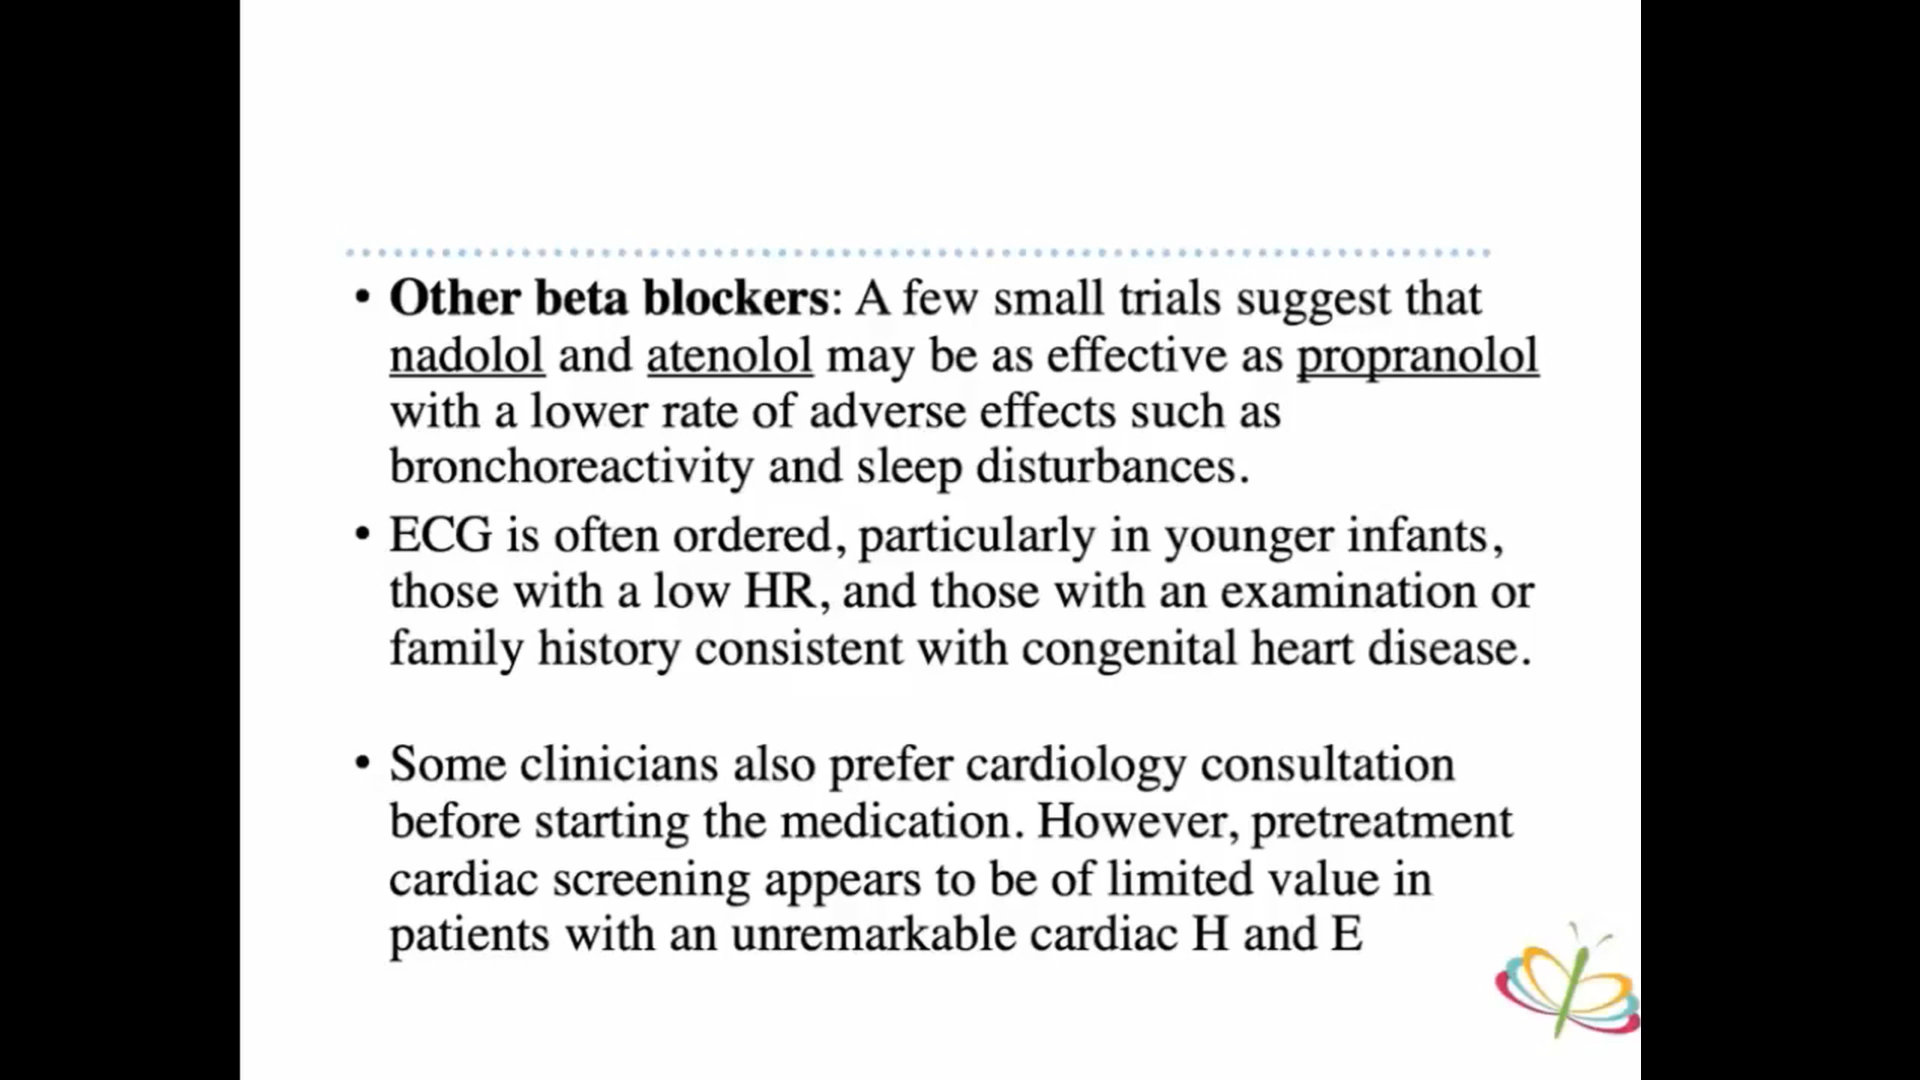 • Other beta blockers: A few small trials suggest that
nadolol and atenolol may be as effective as propranolol
with a lower rate of adverse effects such as
bronchoreactivity and sleep disturbances.
• ECG is often ordered, particularly in younger infants,
those with a low HR, and those with an examination or
family history consistent with congenital heart disease.
• Some clinicians also prefer cardiology consultation
before starting the medication. However, pretreatment
cardiac screening appears to be of limited value in
patients with an unremarkable cardiac H and E